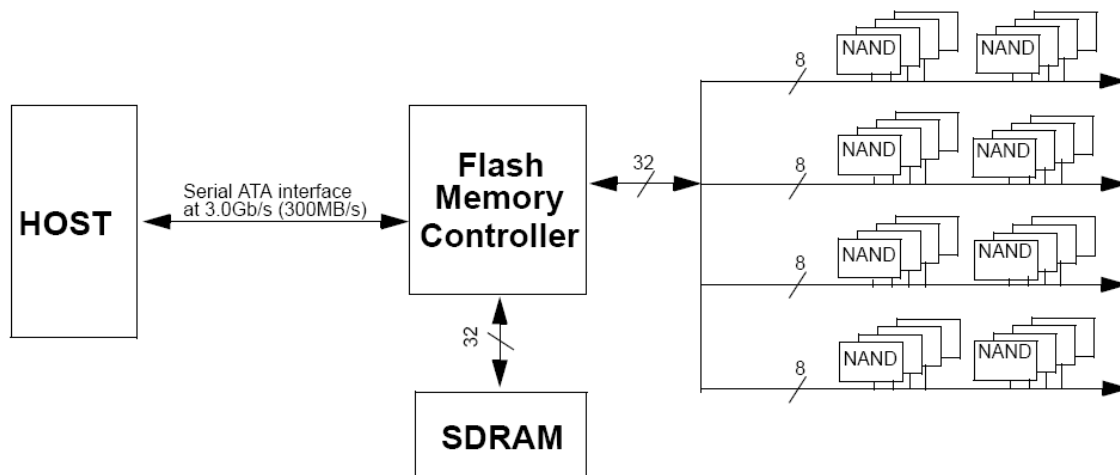 8
NAND
NAND
8
NAND
NAND
Flash
Memory
Controller
32
Serial ATA interface
at 3.0Gb/s (300MB/s)
HOST
8
NAND
NAND
32
8
NAND
NAND
SDRAM